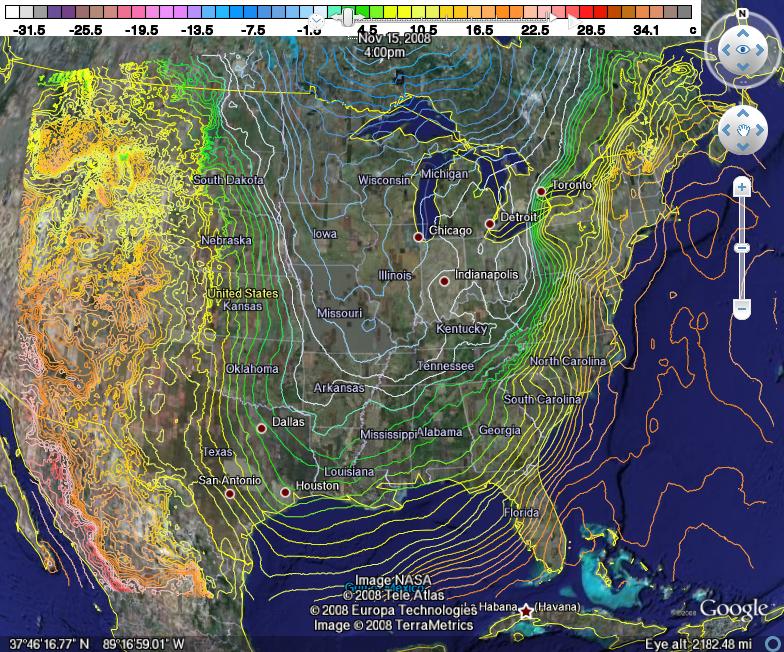 -31.5 -25.5 -19.5 -13.5 -7.5 -1.5 4.5 10.5 16.5 22.5 28.5 34.1 c
Nov 15, 2008
4:00pm
N
South Dakota
Wisconsin
Michigan
Toronto
Detroit
Chicago
Nebraska
Iowa
Illinois
Indianapolis
United States
Kansas
Missouri
Kentucky
Oklahoma
Arkansas
Tennessee
North Carolina
South Carolina
Dallas
Mississippi
Alabama
Georgia
Texas
Louisiana
San Antonio
Houston
Florida
Image NASA
© 2008 Tele Atlas
© 2008 Europa Technologies
Image © 2008 TerraMetrics
La Habana (Havana)
©2008 Google
37°46'16.77" N 89°16'59.01" W
Eye alt 2182.48 mi